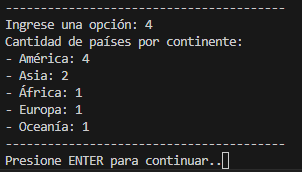 ----------------------------------------
Ingrese una opción: 4
Cantidad de países por continente:
- América: 4
- Asia: 2
- África: 1
- Europa: 1
- Oceanía: 1
----------------------------------------
Presione ENTER para continuar..